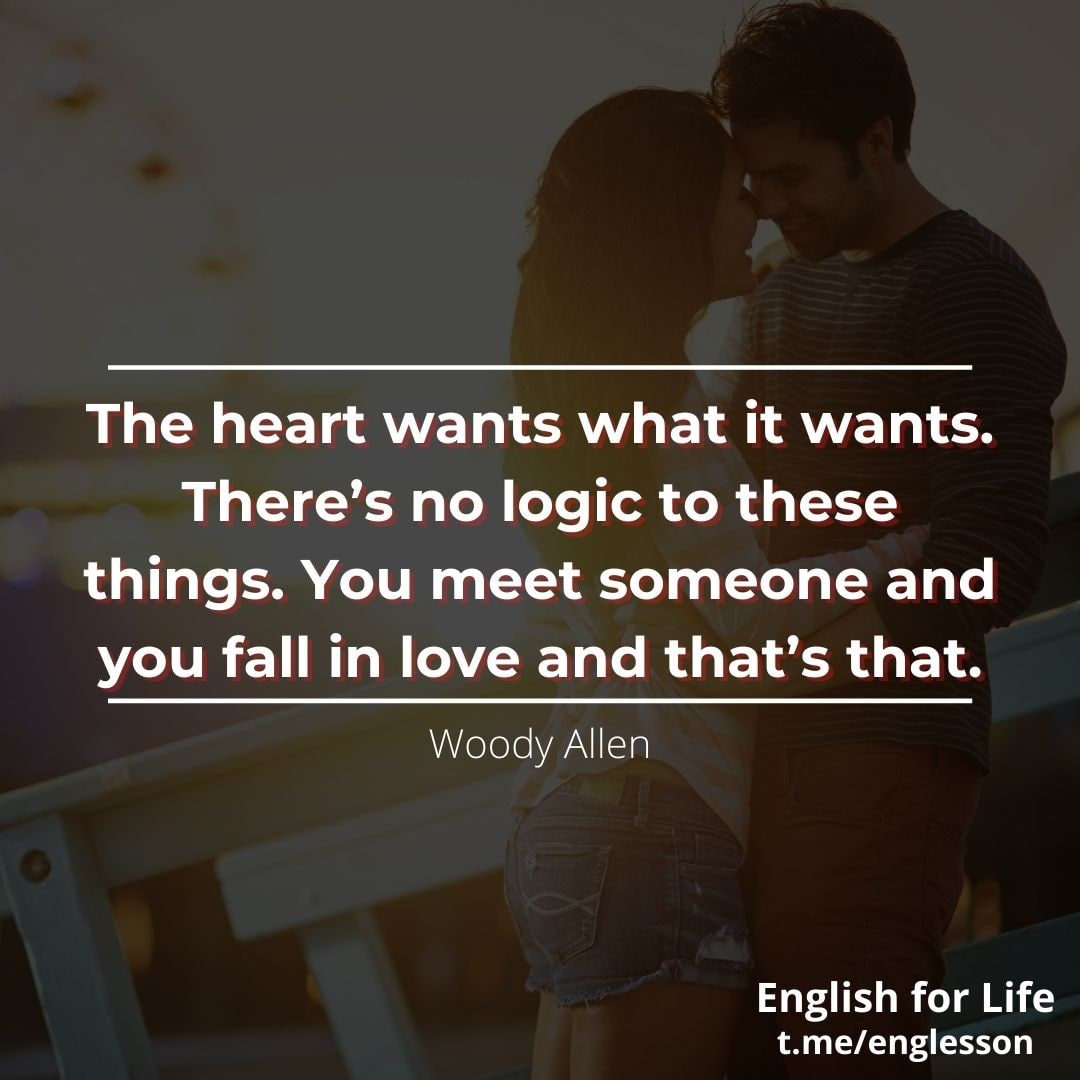 The heart wants what it wants.
There’s no logic to these
things. You meet someone and
you fall in love and that’s that.
Woody Allen
English for Life
t.me/englesson